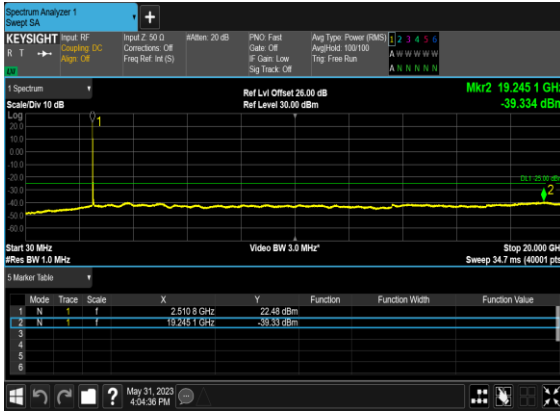 Spectrum Analyzer 1
Swept SA
+
KEYSIGHT Input: RF Input Z: 50 Ω #Atten: 20 dB PNO: Fast Avg Type: Power (RMS) 1 2 3 4 5 6
R T Coupling: DC Corrections: Off Gate: Off Avg|Hold: 100/100 A W W W W W
Align: Off Freq Ref: Int (S) IF Gain: Low Trig: Free Run
Sig Track: Off A N N N N N
1 Spectrum
Ref Lvl Offset 26.00 dB Mkr2 19.245 1 GHz
Scale/Div 10 dB Ref Level 30.00 dBm -39.334 dBm
Log
1
20.0
10.0
0.00
-10.0
-20.0
DL1 -25.00 dBm
-30.0
2
-40.0
-50.0
-60.0
Start 30 MHz Video BW 3.0 MHz* Stop 20.000 GHz
#Res BW 1.0 MHz Sweep 34.7 ms (40001 pts)
5 Marker Table
Mode Trace Scale X Y Function Function Width Function Value
1 N 1 f 2.510 8 GHz 22.48 dBm
2 N 1 f 19.245 1 GHz -39.33 dBm
3
4
5
6
? May 31, 2023
4:04:36 PM